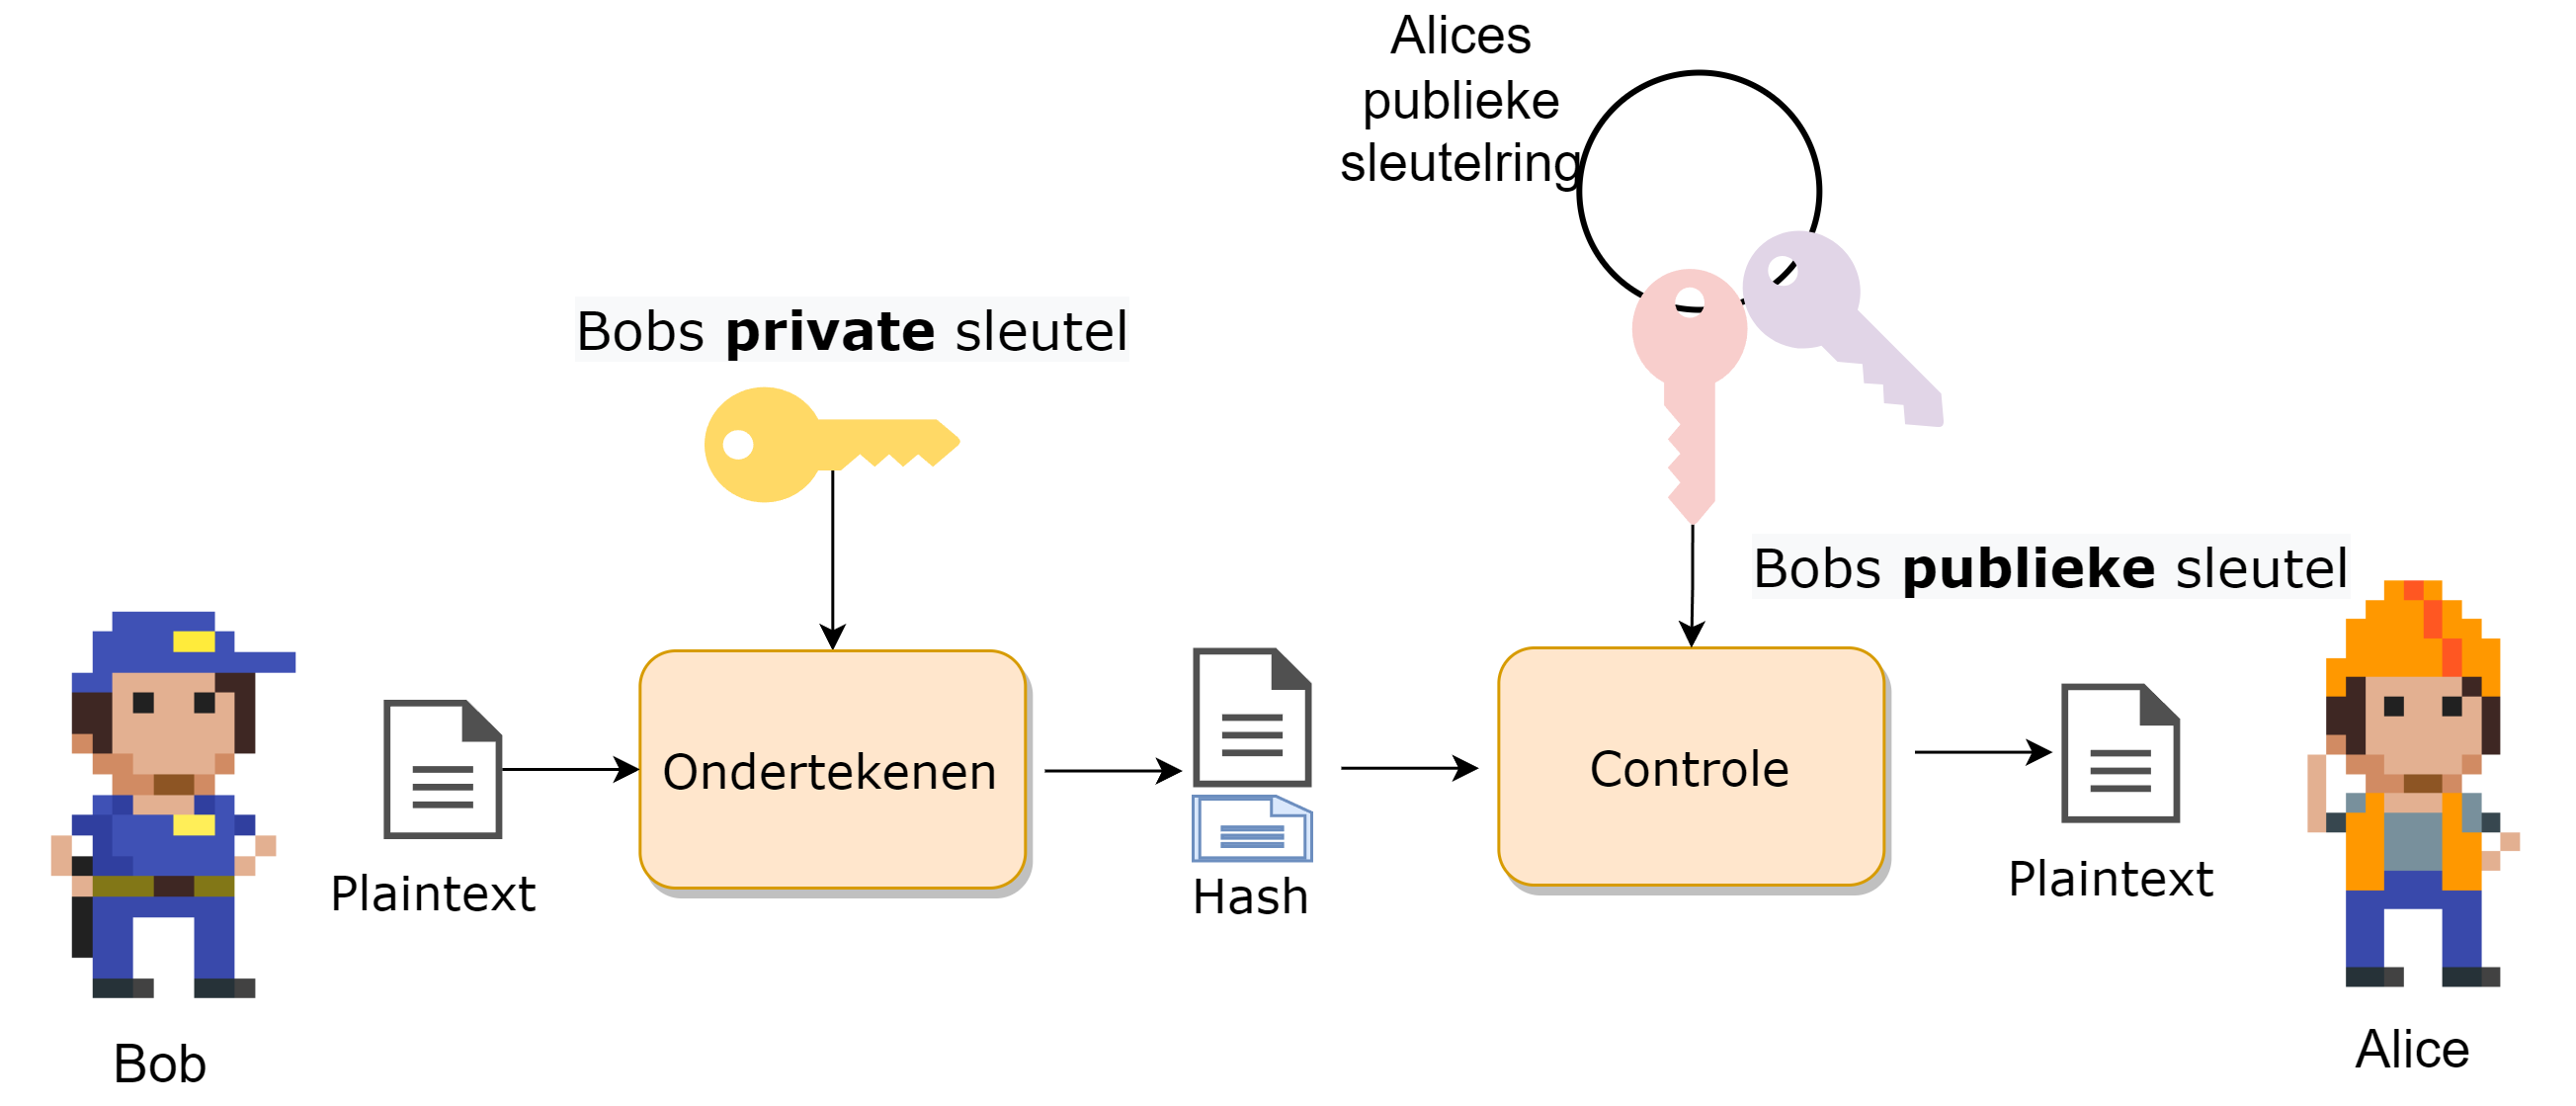 Alices
publieke
sleutelring
Bobs private sleutel
Bobs publieke sleutel
Ondertekenen
Controle
Plaintext
Hash
Plaintext
Bob
Alice